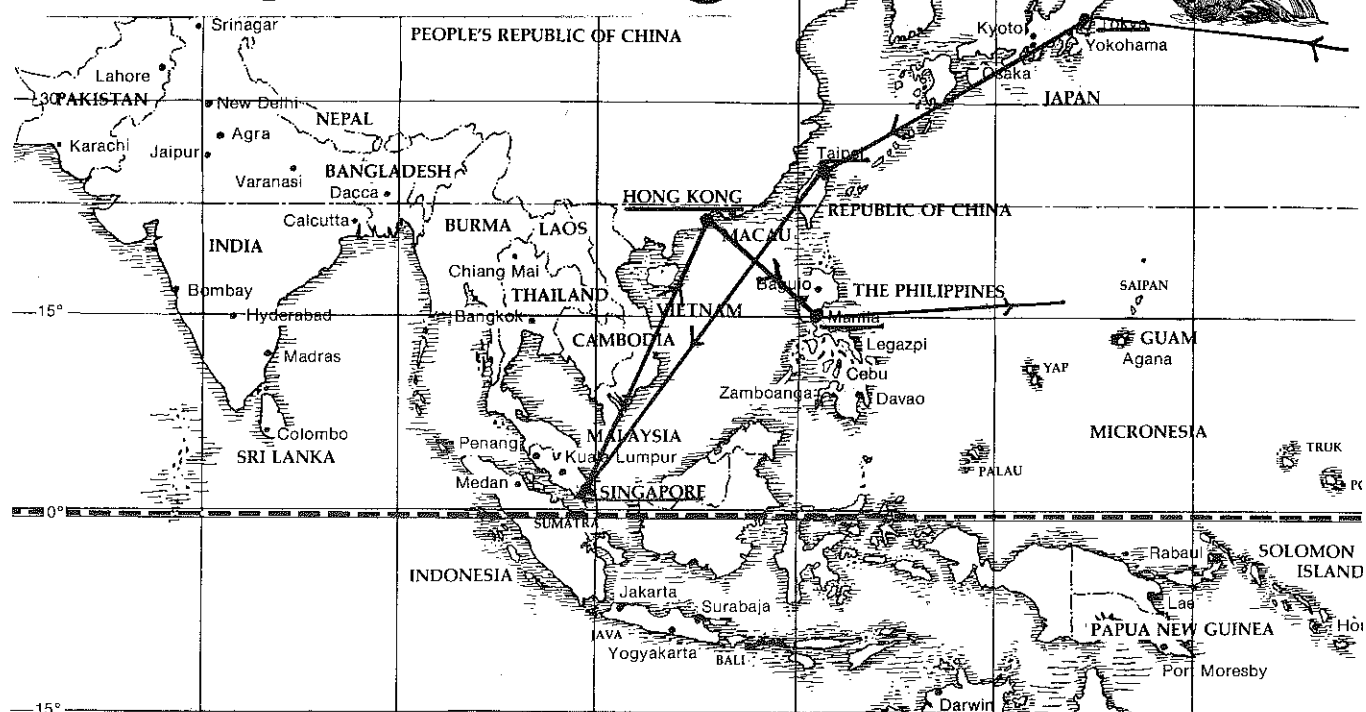 Srinagar
PEOPLE'S REPUBLIC OF CHINA
Kyoto
Tokyo
Yokohama
Lahore
Osaka
30
PAKISTAN
New Delhi
JAPAN
NEPAL
Agra
Karachi
Jaipur
Taipei
Varanasi
BANGLADESH
Dacca
HONG KONG
Calcutta
BURMA
LAOS
REPUBLIC OF CHINA
INDIA
MACAU
Chiang Mai
Bombay
THAILAND
Baguio
THE PHILIPPINES
SAIPAN
15°
Hyderabad
Bangkok
VIETNAM
Manila
CAMBODIA
Legazpi
GUAM
Madras
Agana
Cebu
YAP
Zamboanga
Davao
Colombo
MALAYSIA
MICRONESIA
Penang
SRI LANKA
Kuala Lumpur
TRUK
Medan
PALAU
SINGAPORE
0°
SUMATRA
Rabaul
SOLOMON
ISLAND
INDONESIA
Jakarta
Surabaja
Lae
JAVA
PAPUA NEW GUINEA
Yogyakarta
BALI
Port Moresby
Darwin
15°